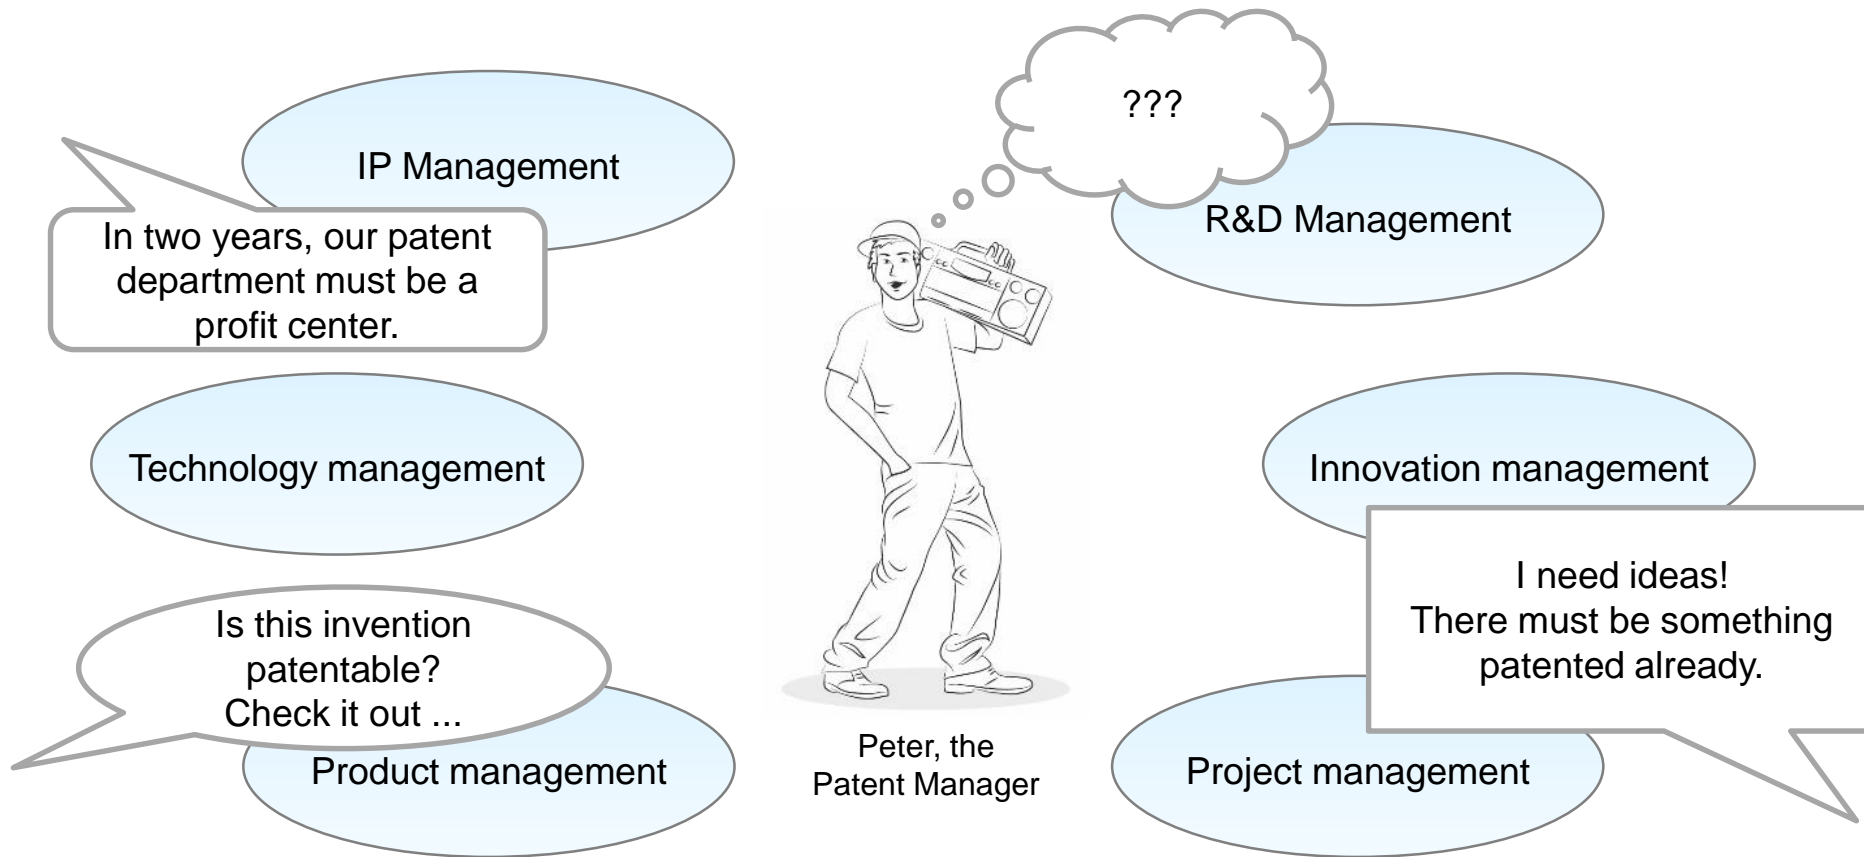 ???
IP Management
R&D Management
In two years, our patent
department must be a
profit center.
Technology management
Innovation management
I need ideas!
There must be something
patented already.
Is this invention
patentable?
Check it out ...
Peter, the
Patent Manager
Product management
Project management